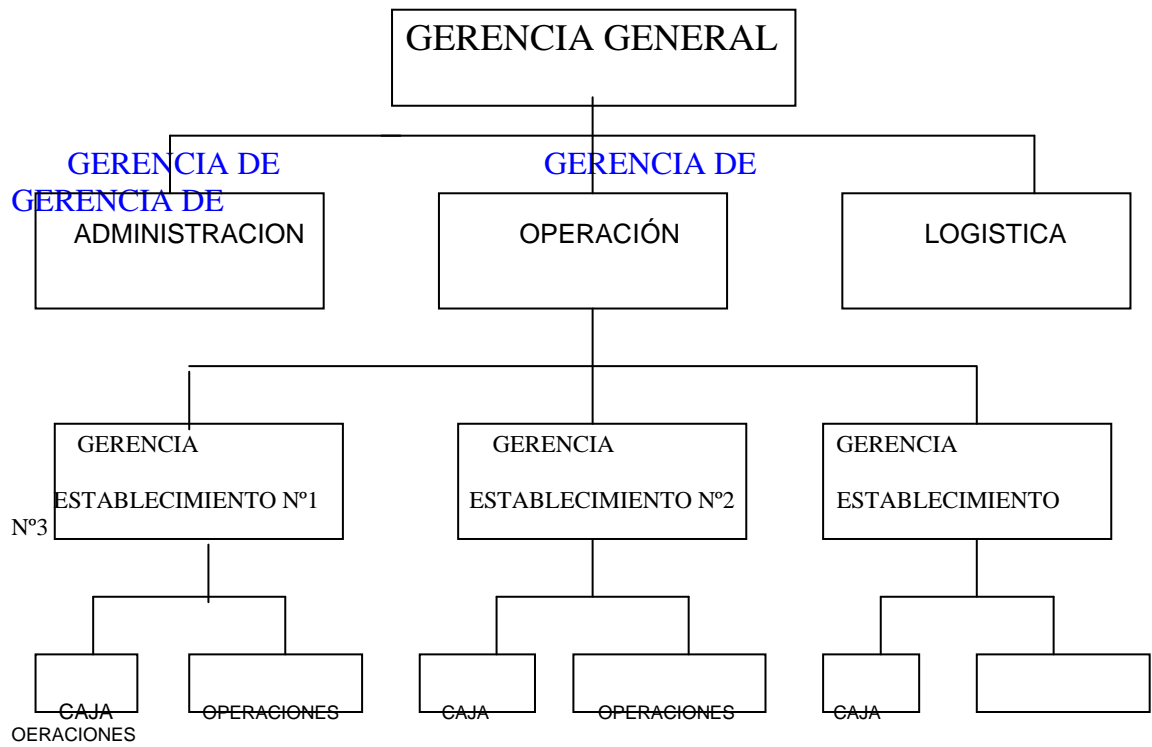 GERENCIA GENERAL
GERENCIA DE GERENCIA DE
GERENCIA DE
ADMINISTRACION OPERACIÓN LOGISTICA
GERENCIA GERENCIA GERENCIA
ESTABLECIMIENTO Nº1 ESTABLECIMIENTO Nº2 ESTABLECIMIENTO
Nº3
CAJA OPERACIONES CAJA OPERACIONES CAJA
OERACIONES